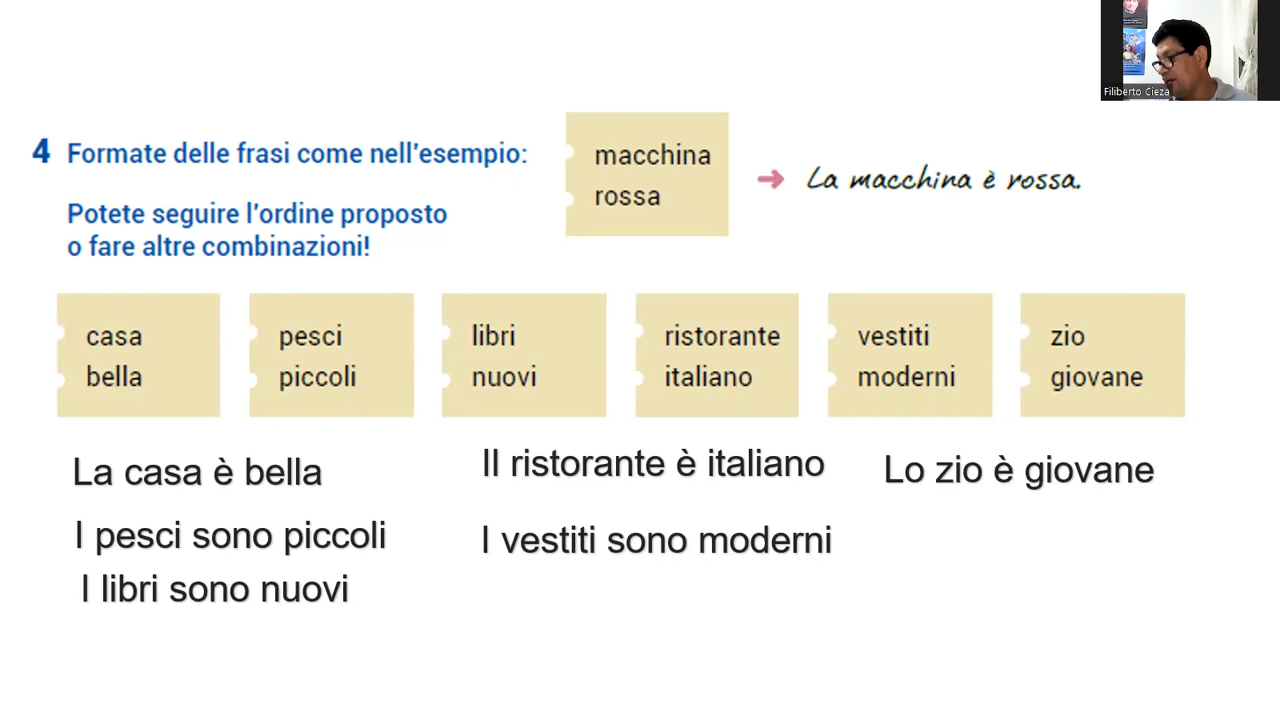 Filiberto Cieza
4 Formate delle frasi come nell'esempio:
Potete seguire l'ordine proposto
o fare altre combinazioni!
macchina
rossa
La macchina è rossa.
casa
bella
pesci
piccoli
libri
nuovi
ristorante
italiano
vestiti
moderni
zio
giovane
La casa è bella
I pesci sono piccoli
I libri sono nuovi
Il ristorante è italiano
I vestiti sono moderni
Lo zio è giovane